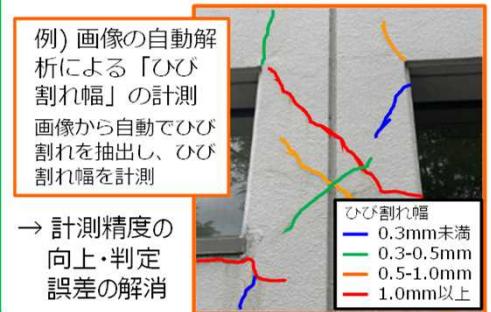 例) 画像の自動解
析による「ひび
割れ幅」の計測
画像から自動でひび
割れを抽出し、ひび
割れ幅を計測
→ 計測精度の
向上・判定
誤差の解消
ひび割れ幅
0.3mm未満
0.3-0.5mm
0.5-1.0mm
1.0mm以上